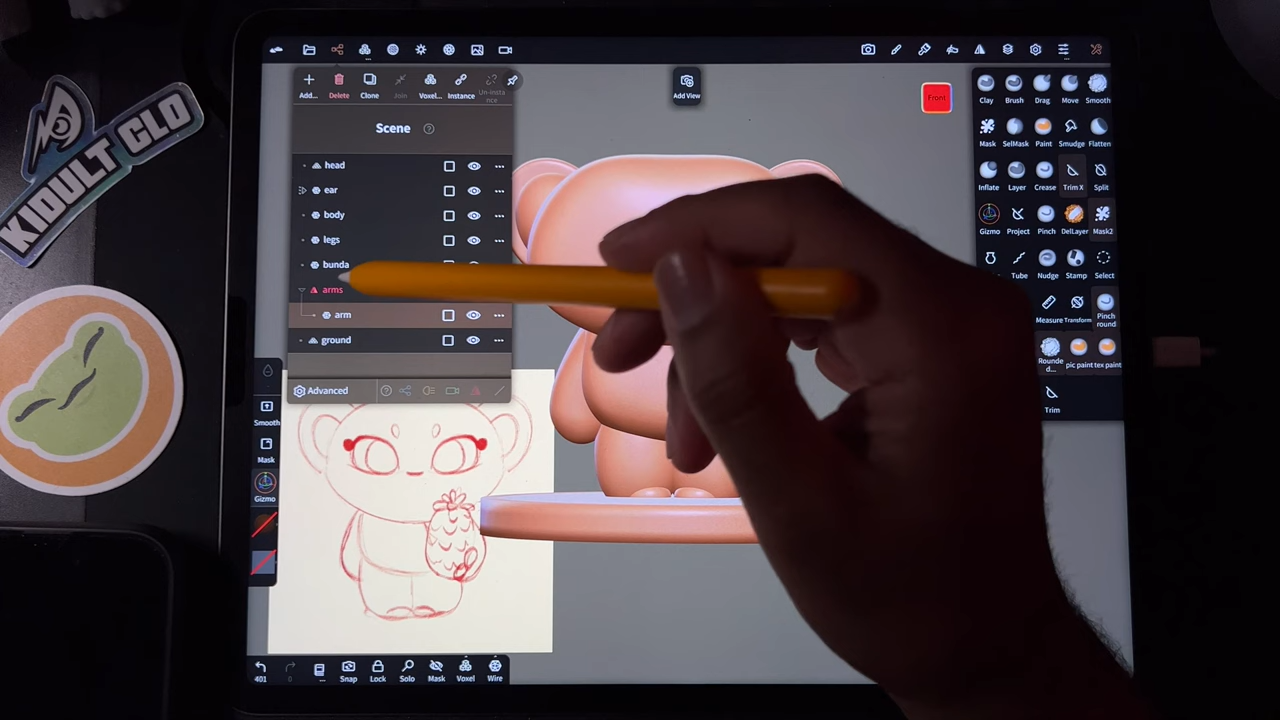 KIDULT CLO
Add View
Front
Add... Delete Clone Join Voxel... Instance Un-instance
Scene ?
head
ear
body
legs
bunda
arms
arm
ground
Advanced ?
Clay Brush Drag Move Smooth
Mask SelMask Paint Smudge Flatten
Inflate Layer Crease Trim X Split
Gizmo Project Pinch DelLayer Mask2
Tube Nudge Stamp Select
Measure Transform Pinch round
Rounded... pic paint tex paint
Trim
Smooth
Mask
Gizmo
401 0 ... Snap Lock Solo Mask Voxel Wire